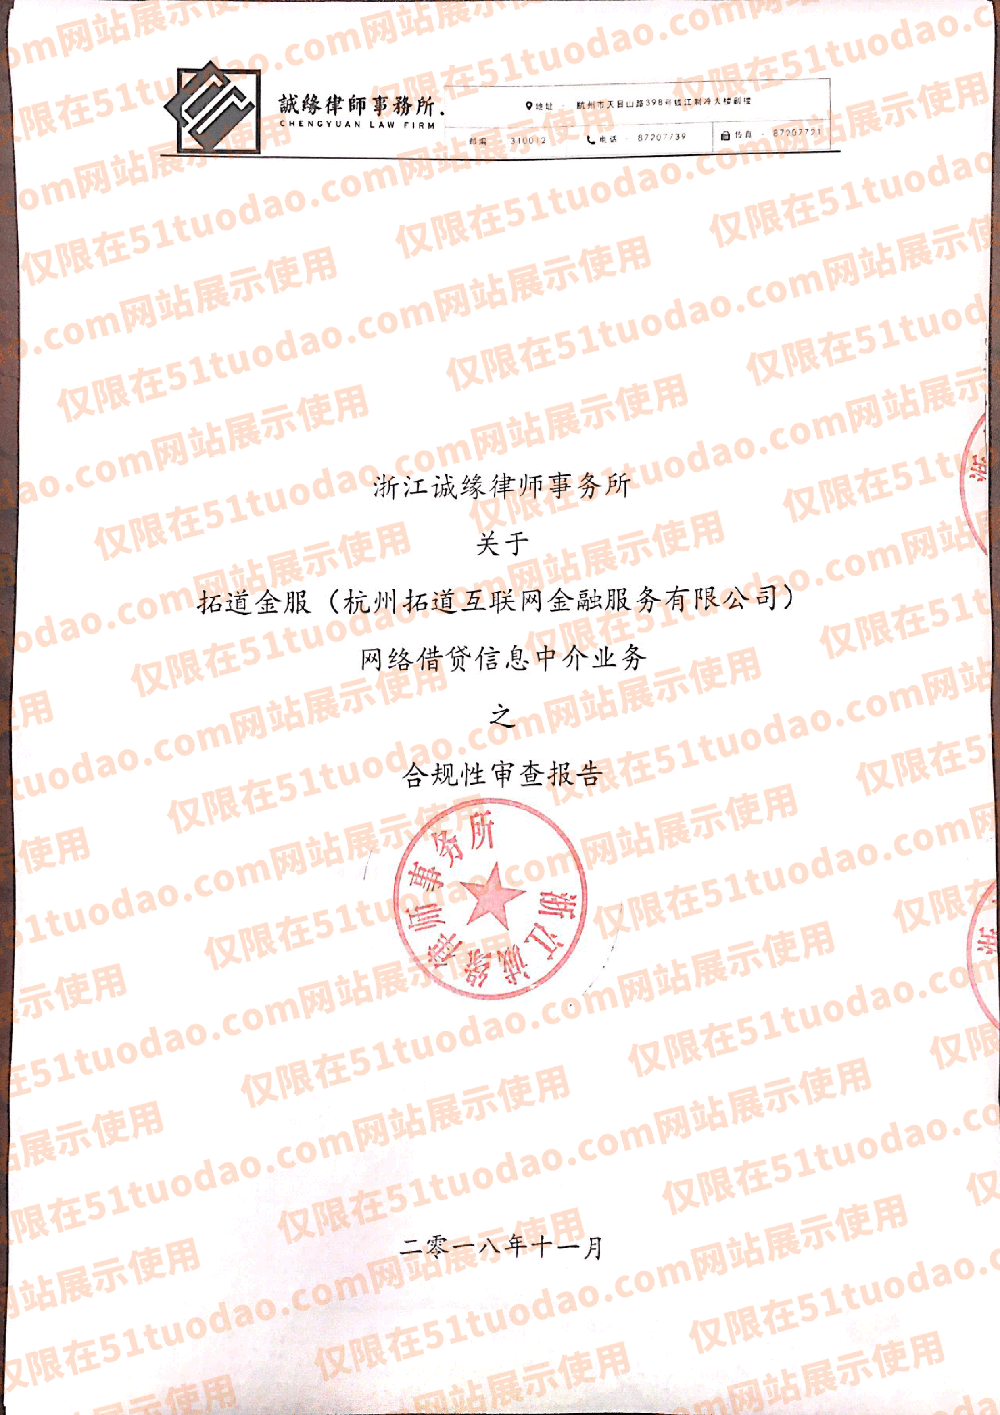 誠缘律師事務所.
CHENGYUAN LAW FIRM
地址 - 杭州市天目山路398号钱江制冷大楼副楼
邮编 310012
电话 - 87207739
传真 - 87207721
浙江诚缘律师事务所
关于
拓道金服（杭州拓道互联网金融服务有限公司）
网络借贷信息中介业务
之
合规性审查报告
浙江诚缘律师事务所
二零一八年十一月
仅限在51tuodao.com网站展示使用